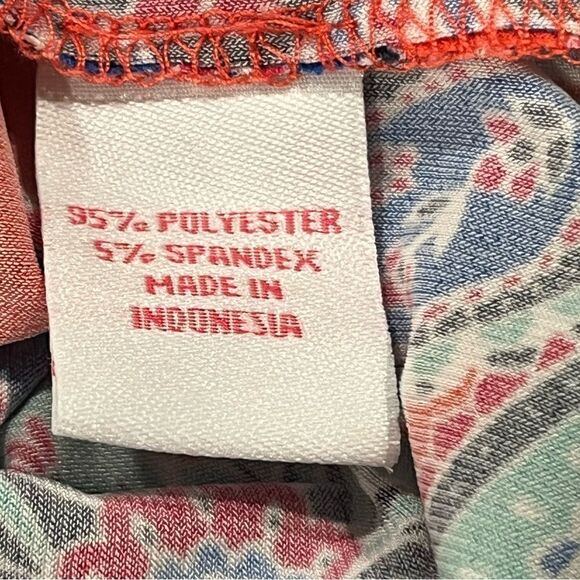 95% POLYESTER
5% SPANDEX
MADE IN
INDONESIA